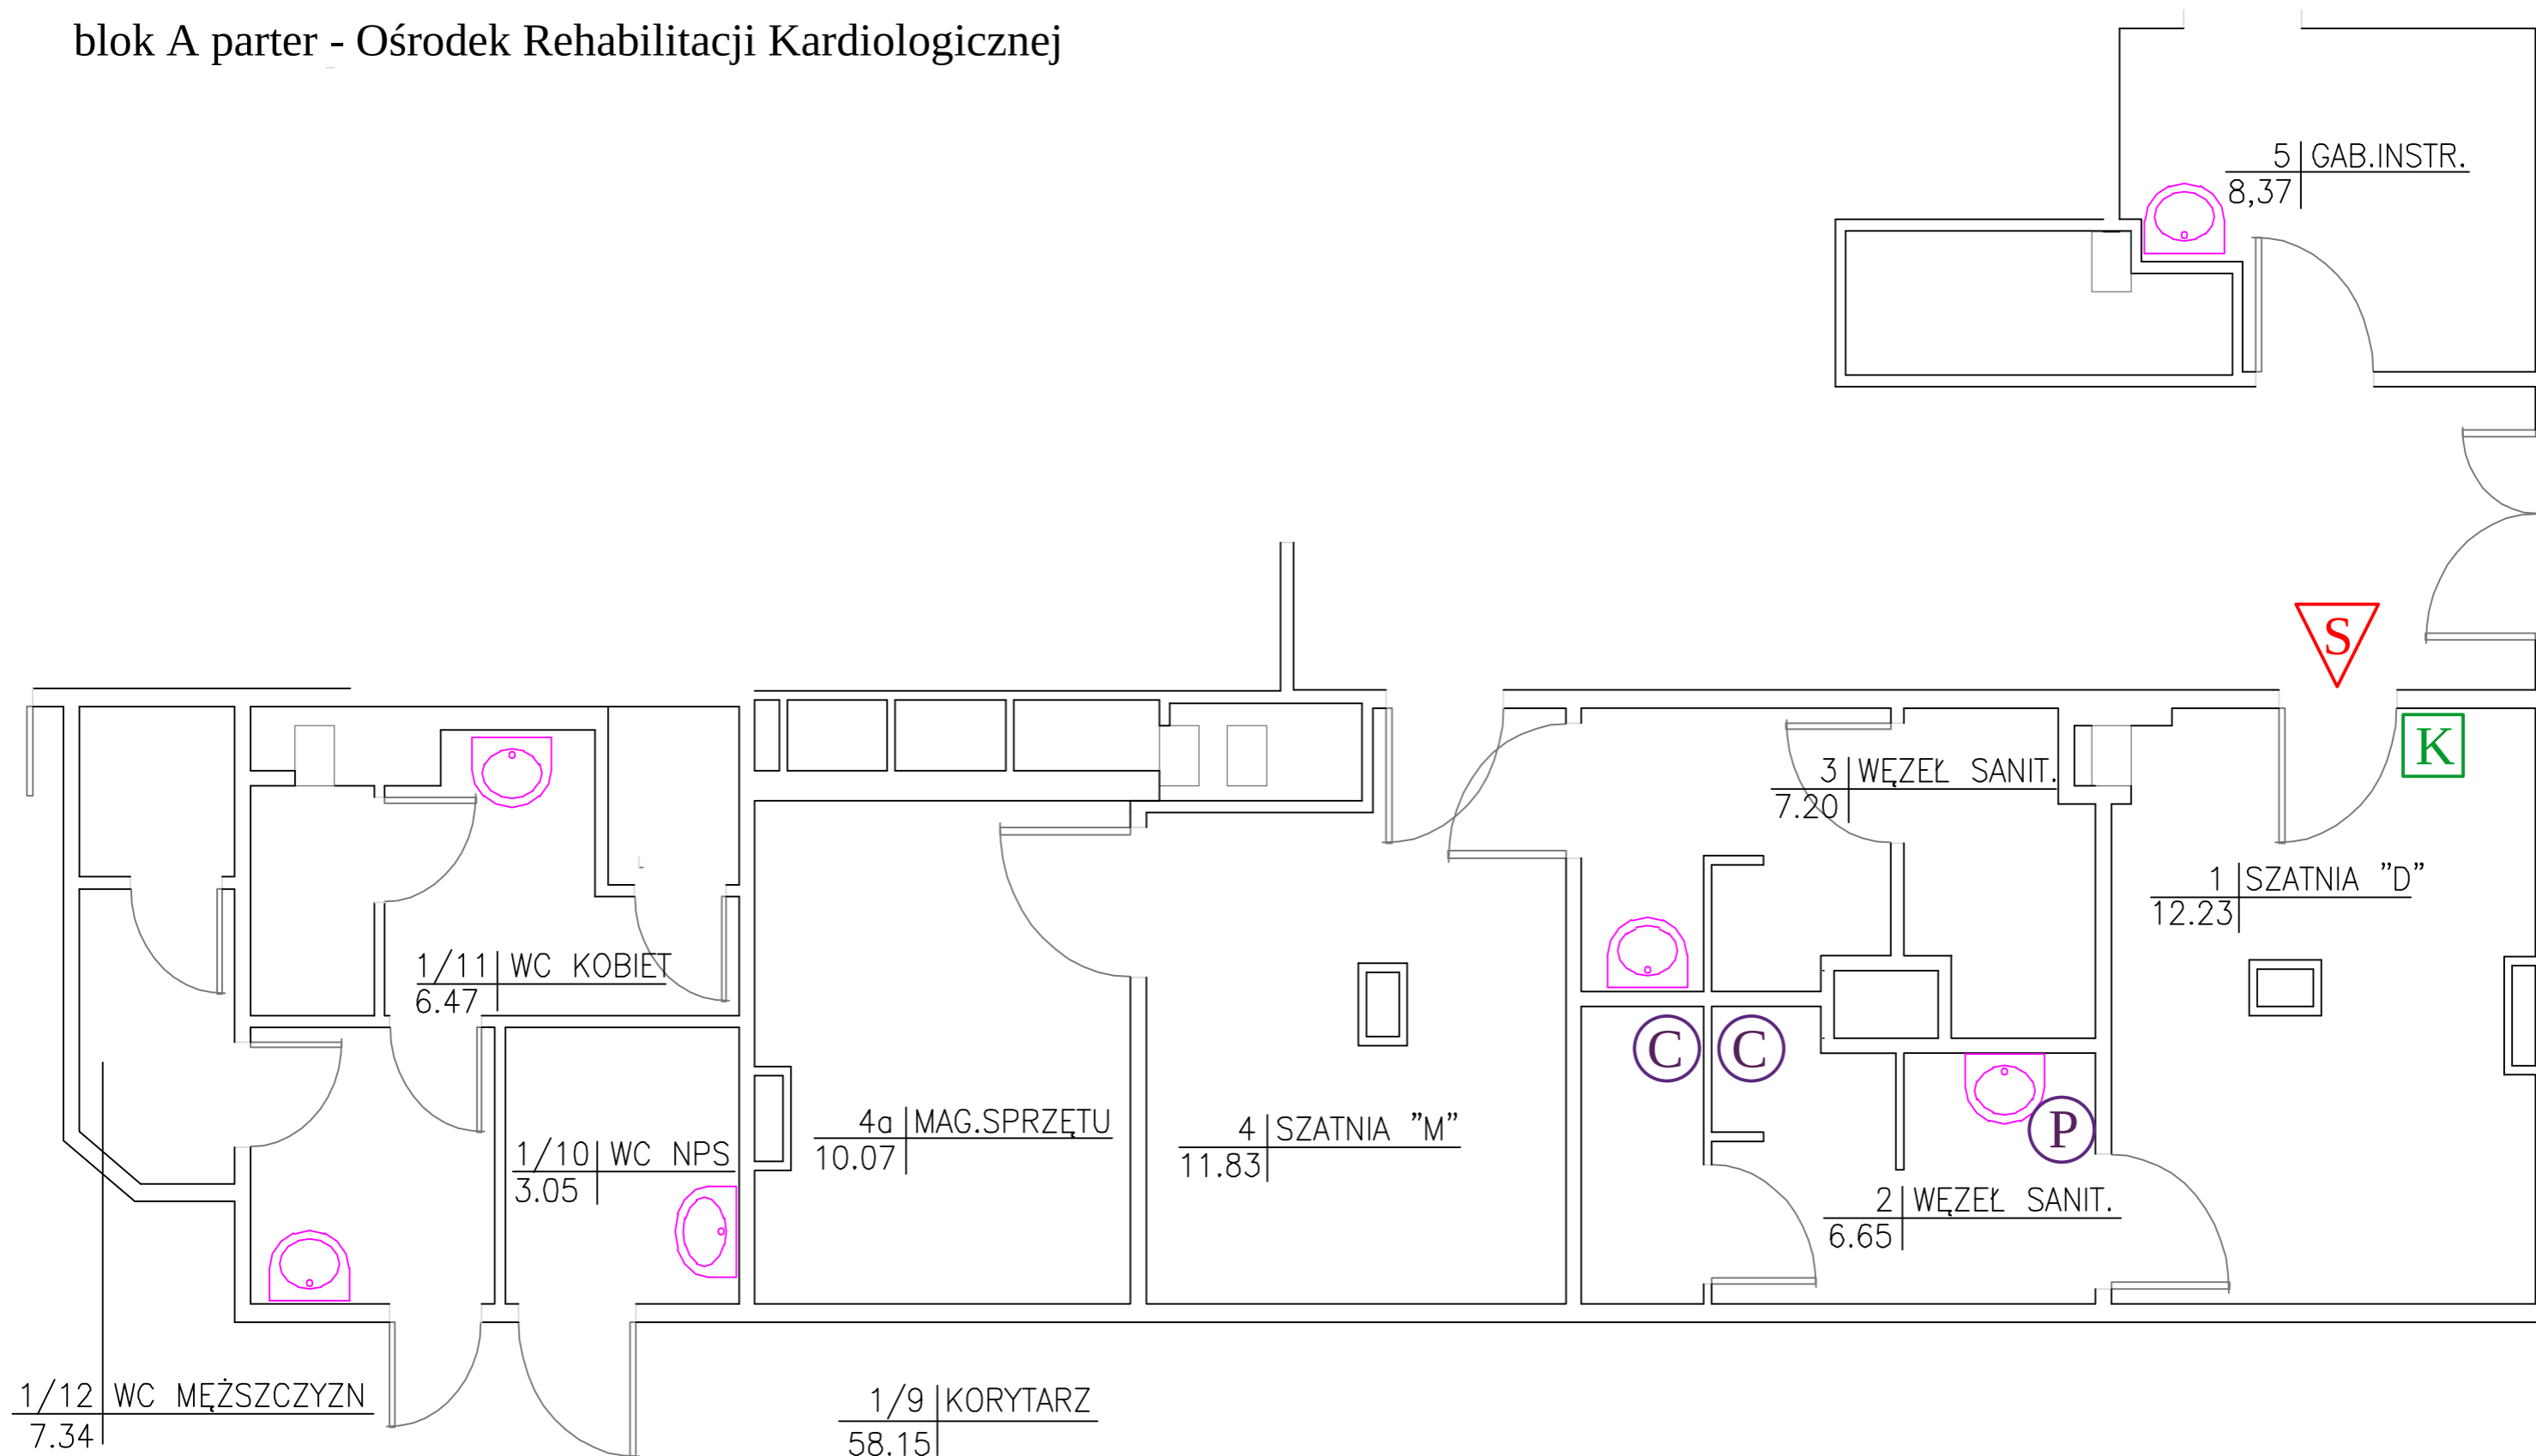 blok A parter - Ośrodek Rehabilitacji Kardiologicznej
5 GAB.INSTR.
8,37
S
K
3 WĘZEŁ SANIT.
7.20
1 SZATNIA "D"
12.23
1/11 WC KOBIET
6.47
C C
P
4a MAG.SPRZĘTU
10.07
4 SZATNIA "M"
11.83
1/10 WC NPS
3.05
2 WĘZEŁ SANIT.
6.65
1/12 WC MĘŻSZCZYZN
7.34
1/9 KORYTARZ
58.15